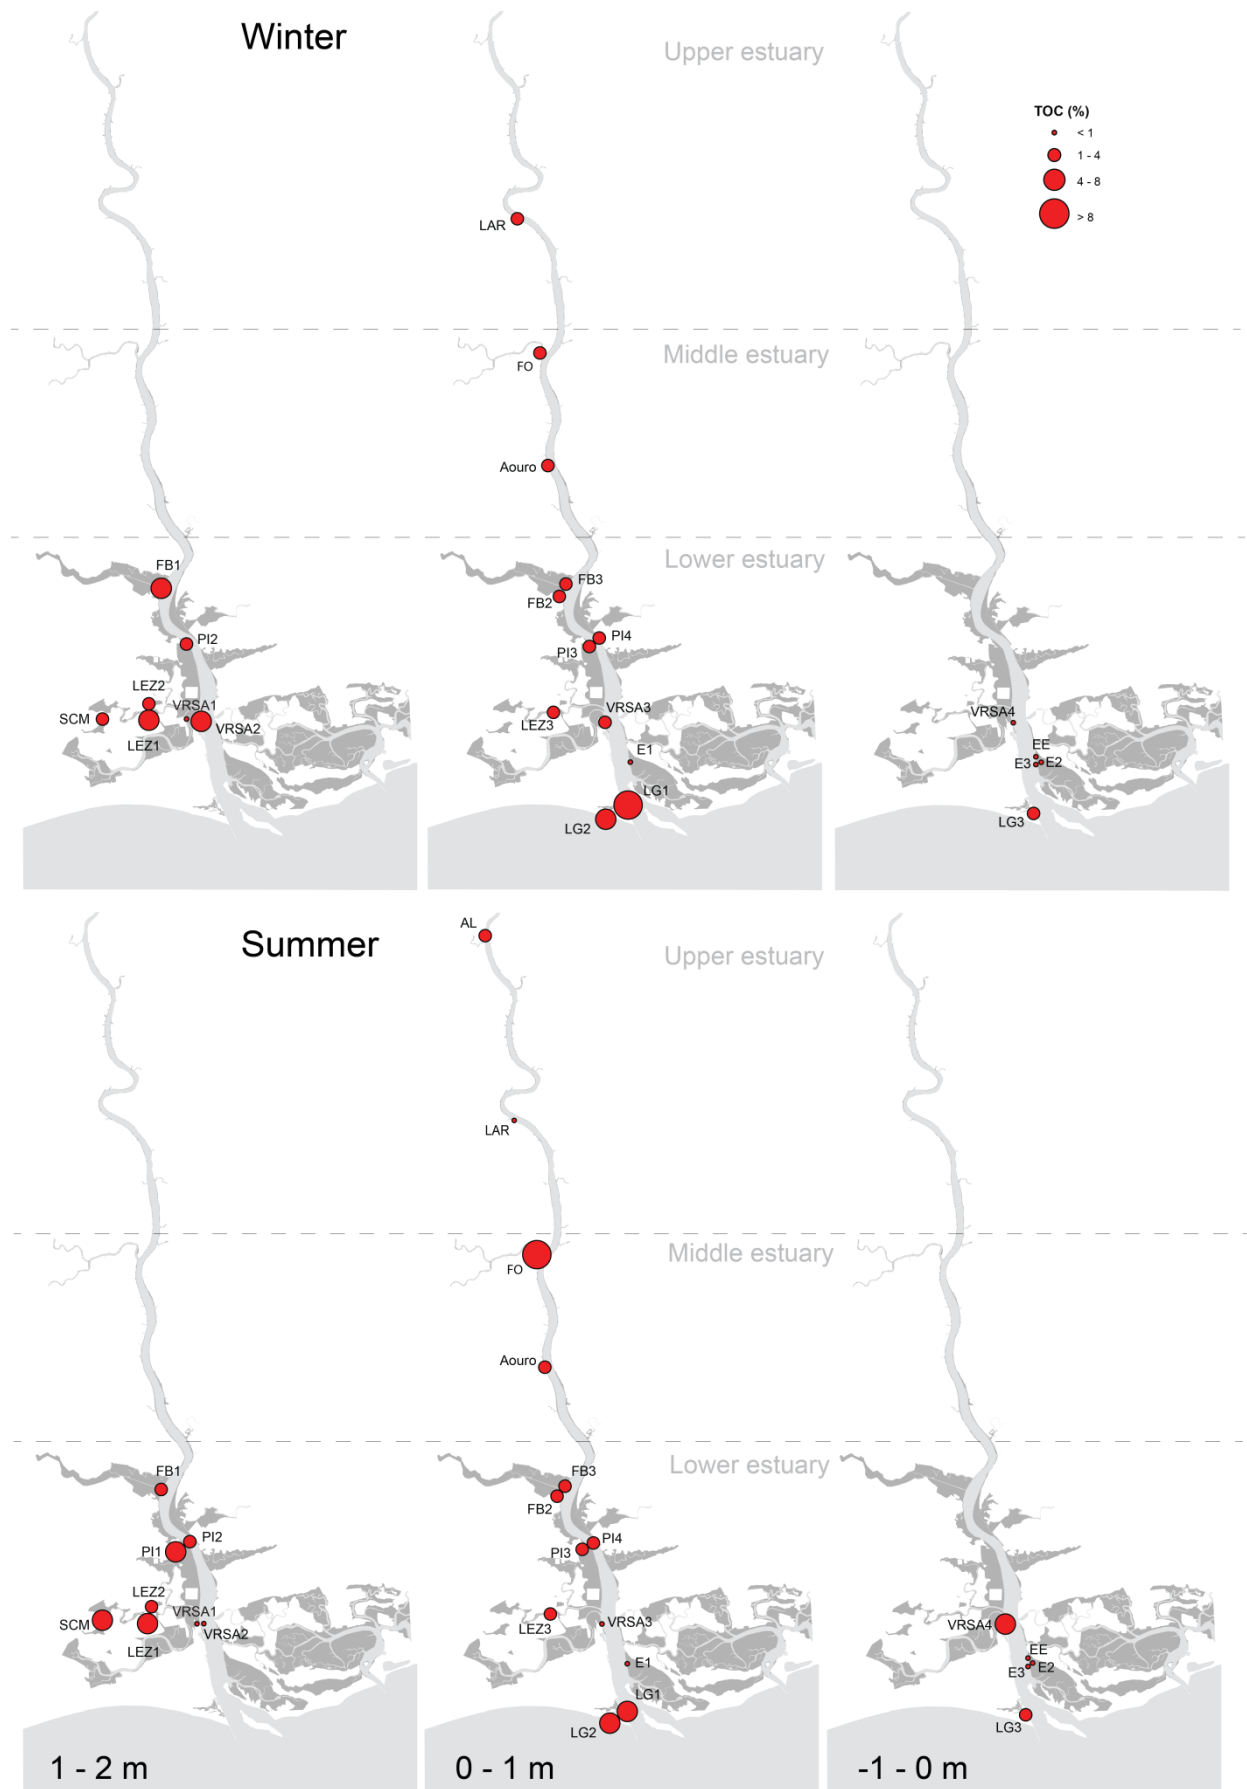 Winter
Upper estuary
TOC (%)
< 1
1 - 4
4 - 8
> 8
LAR
Middle estuary
FO
Aouro
Lower estuary
FB1
PI2
LEZ2
SCM
VRSA1
LEZ1
VRSA2
FB3
FB2
PI4
PI3
LEZ3
VRSA3
E1
LG1
LG2
VRSA4
EE
E3
E2
LG3
Summer
AL
Upper estuary
LAR
Middle estuary
FO
Aouro
Lower estuary
FB1
PI2
PI1
LEZ2
VRSA1
SCM
VRSA2
LEZ1
FB3
FB2
PI4
PI3
LEZ3
VRSA3
E1
LG1
LG2
VRSA4
EE
E3
E2
LG3
1 - 2 m
0 - 1 m
-1 - 0 m